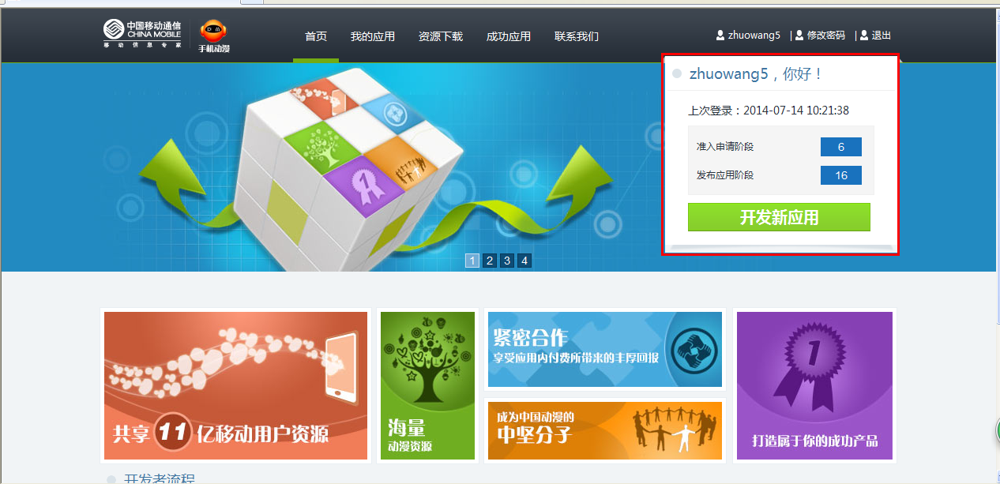 中国移动通信
CHINA MOBILE
移 动 信 息 专 家
手机动漫
首页 我的应用 资源下载 成功应用 联系我们
zhuowang5 | 修改密码 | 退出
zhuowang5，你好！
上次登录：2014-07-14 10:21:38
准入申请阶段 6
发布应用阶段 16
开发新应用
1
1 2 3 4
共享11亿移动用户资源
海量
动漫资源
紧密合作
享受应用内付费所带来的丰厚回报
成为中国动漫的
中坚分子
1
打造属于你的成功产品
开发者流程